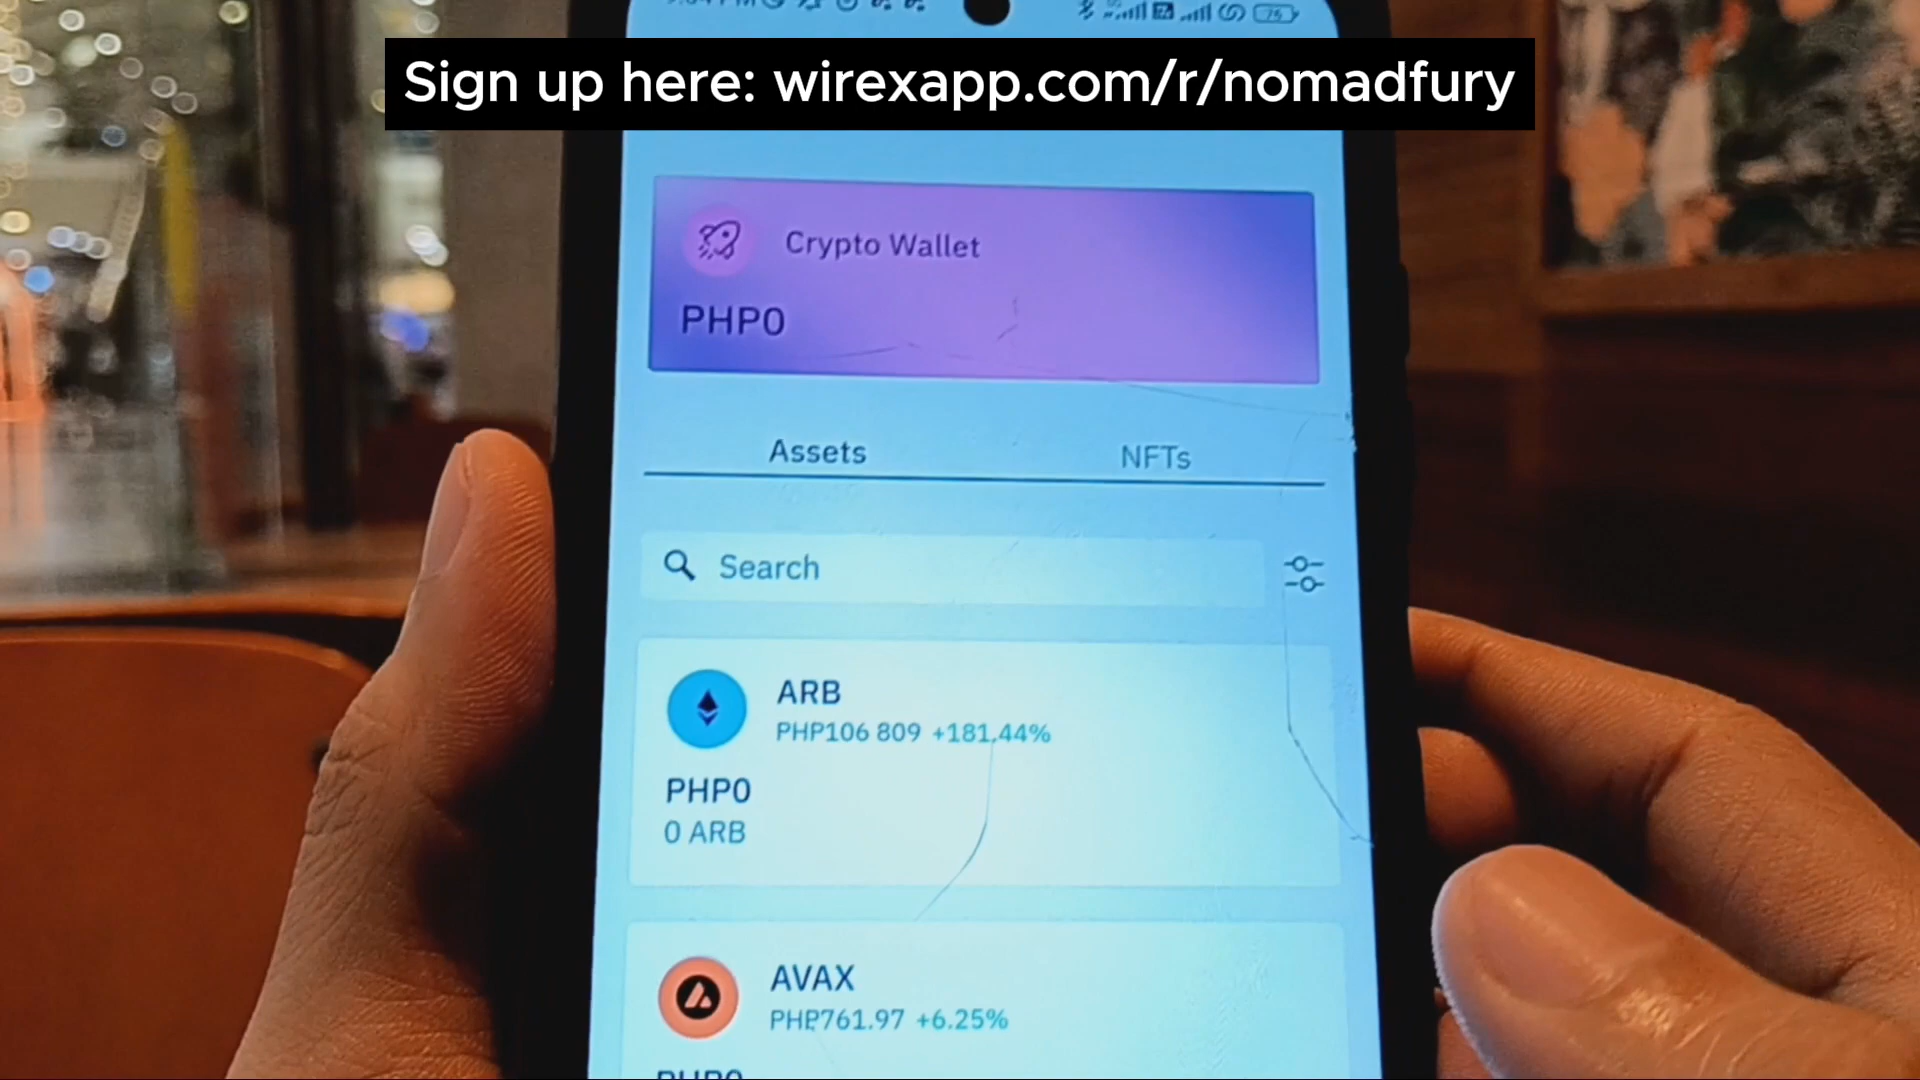 Sign up here: wirexapp.com/r/nomadfury
Crypto Wallet
PHP0
Assets
NFTs
Search
ARB
PHP106 809 +181.44%
PHP0
0 ARB
AVAX
PHP761.97 +6.25%
PHP0